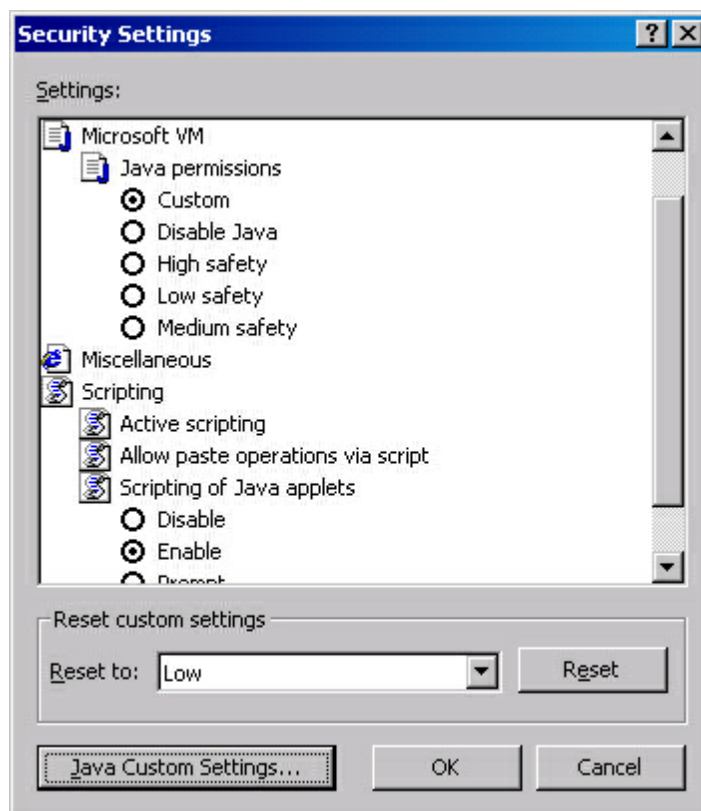 Security Settings
Settings:
Microsoft VM
Java permissions
Custom
Disable Java
High safety
Low safety
Medium safety
Miscellaneous
Scripting
Active scripting
Allow paste operations via script
Scripting of Java applets
Disable
Enable
Prompt
Reset custom settings
Reset to: Low Reset
Java Custom Settings... OK Cancel